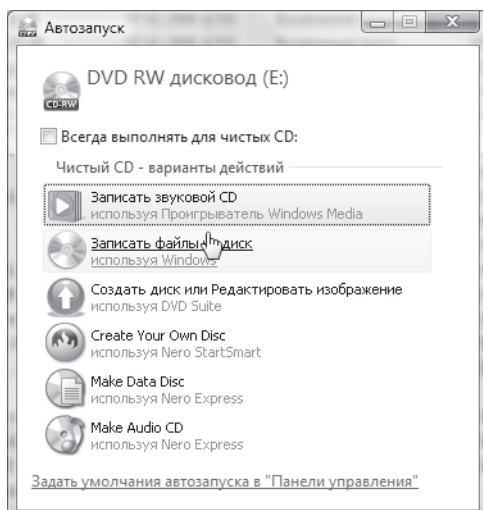 Автозапуск
DVD RW дисковод (E:)
CD-RW
Всегда выполнять для чистых CD:
Чистый CD - варианты действий
Записать звуковой CD
используя Проигрыватель Windows Media
Записать файлы диск
используя Windows
Создать диск или Редактировать изображение
используя DVD Suite
Create Your Own Disc
используя Nero StartSmart
Make Data Disc
используя Nero Express
Make Audio CD
используя Nero Express
Задать умолчания автозапуска в "Панели управления"